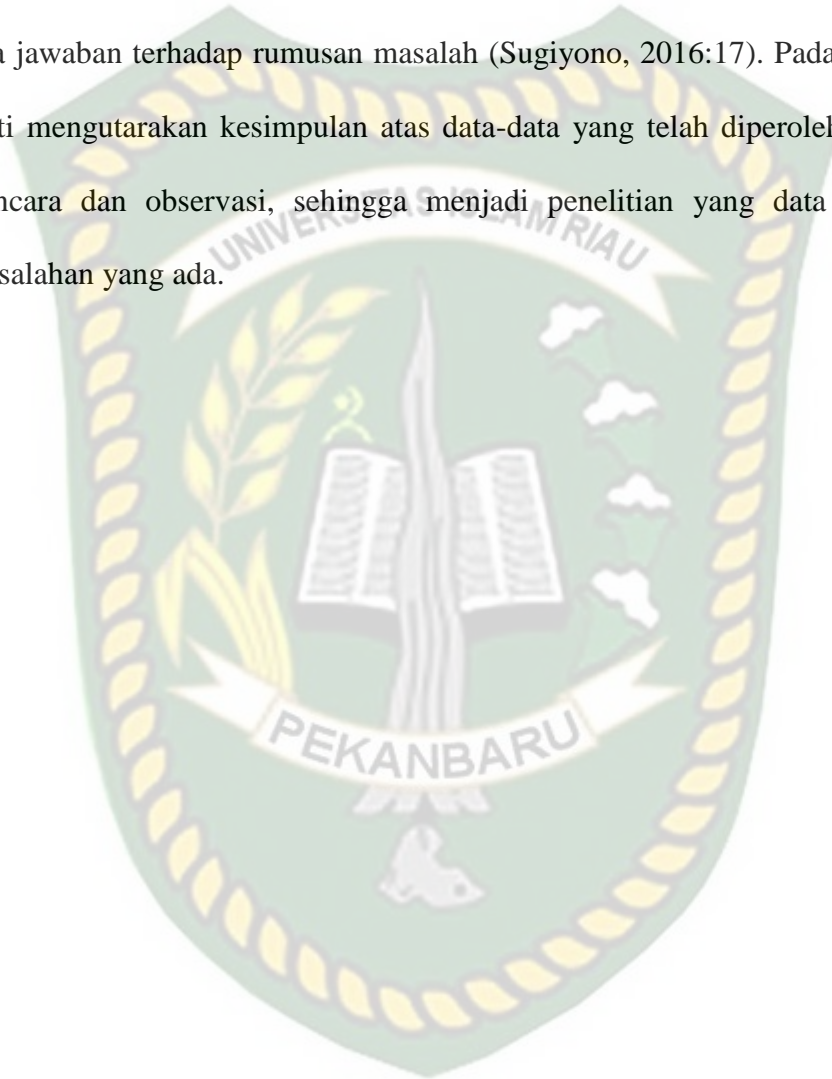 a jawaban terhadap rumusan masalah (Sugiyono, 2016:17). Pada
ti mengutarakan kesimpulan atas data-data yang telah diperoleh
ncara dan observasi, sehingga menjadi penelitian yang data
salahan yang ada.
UNIVERSITAS ISLAM RIAU
PEKANBARU